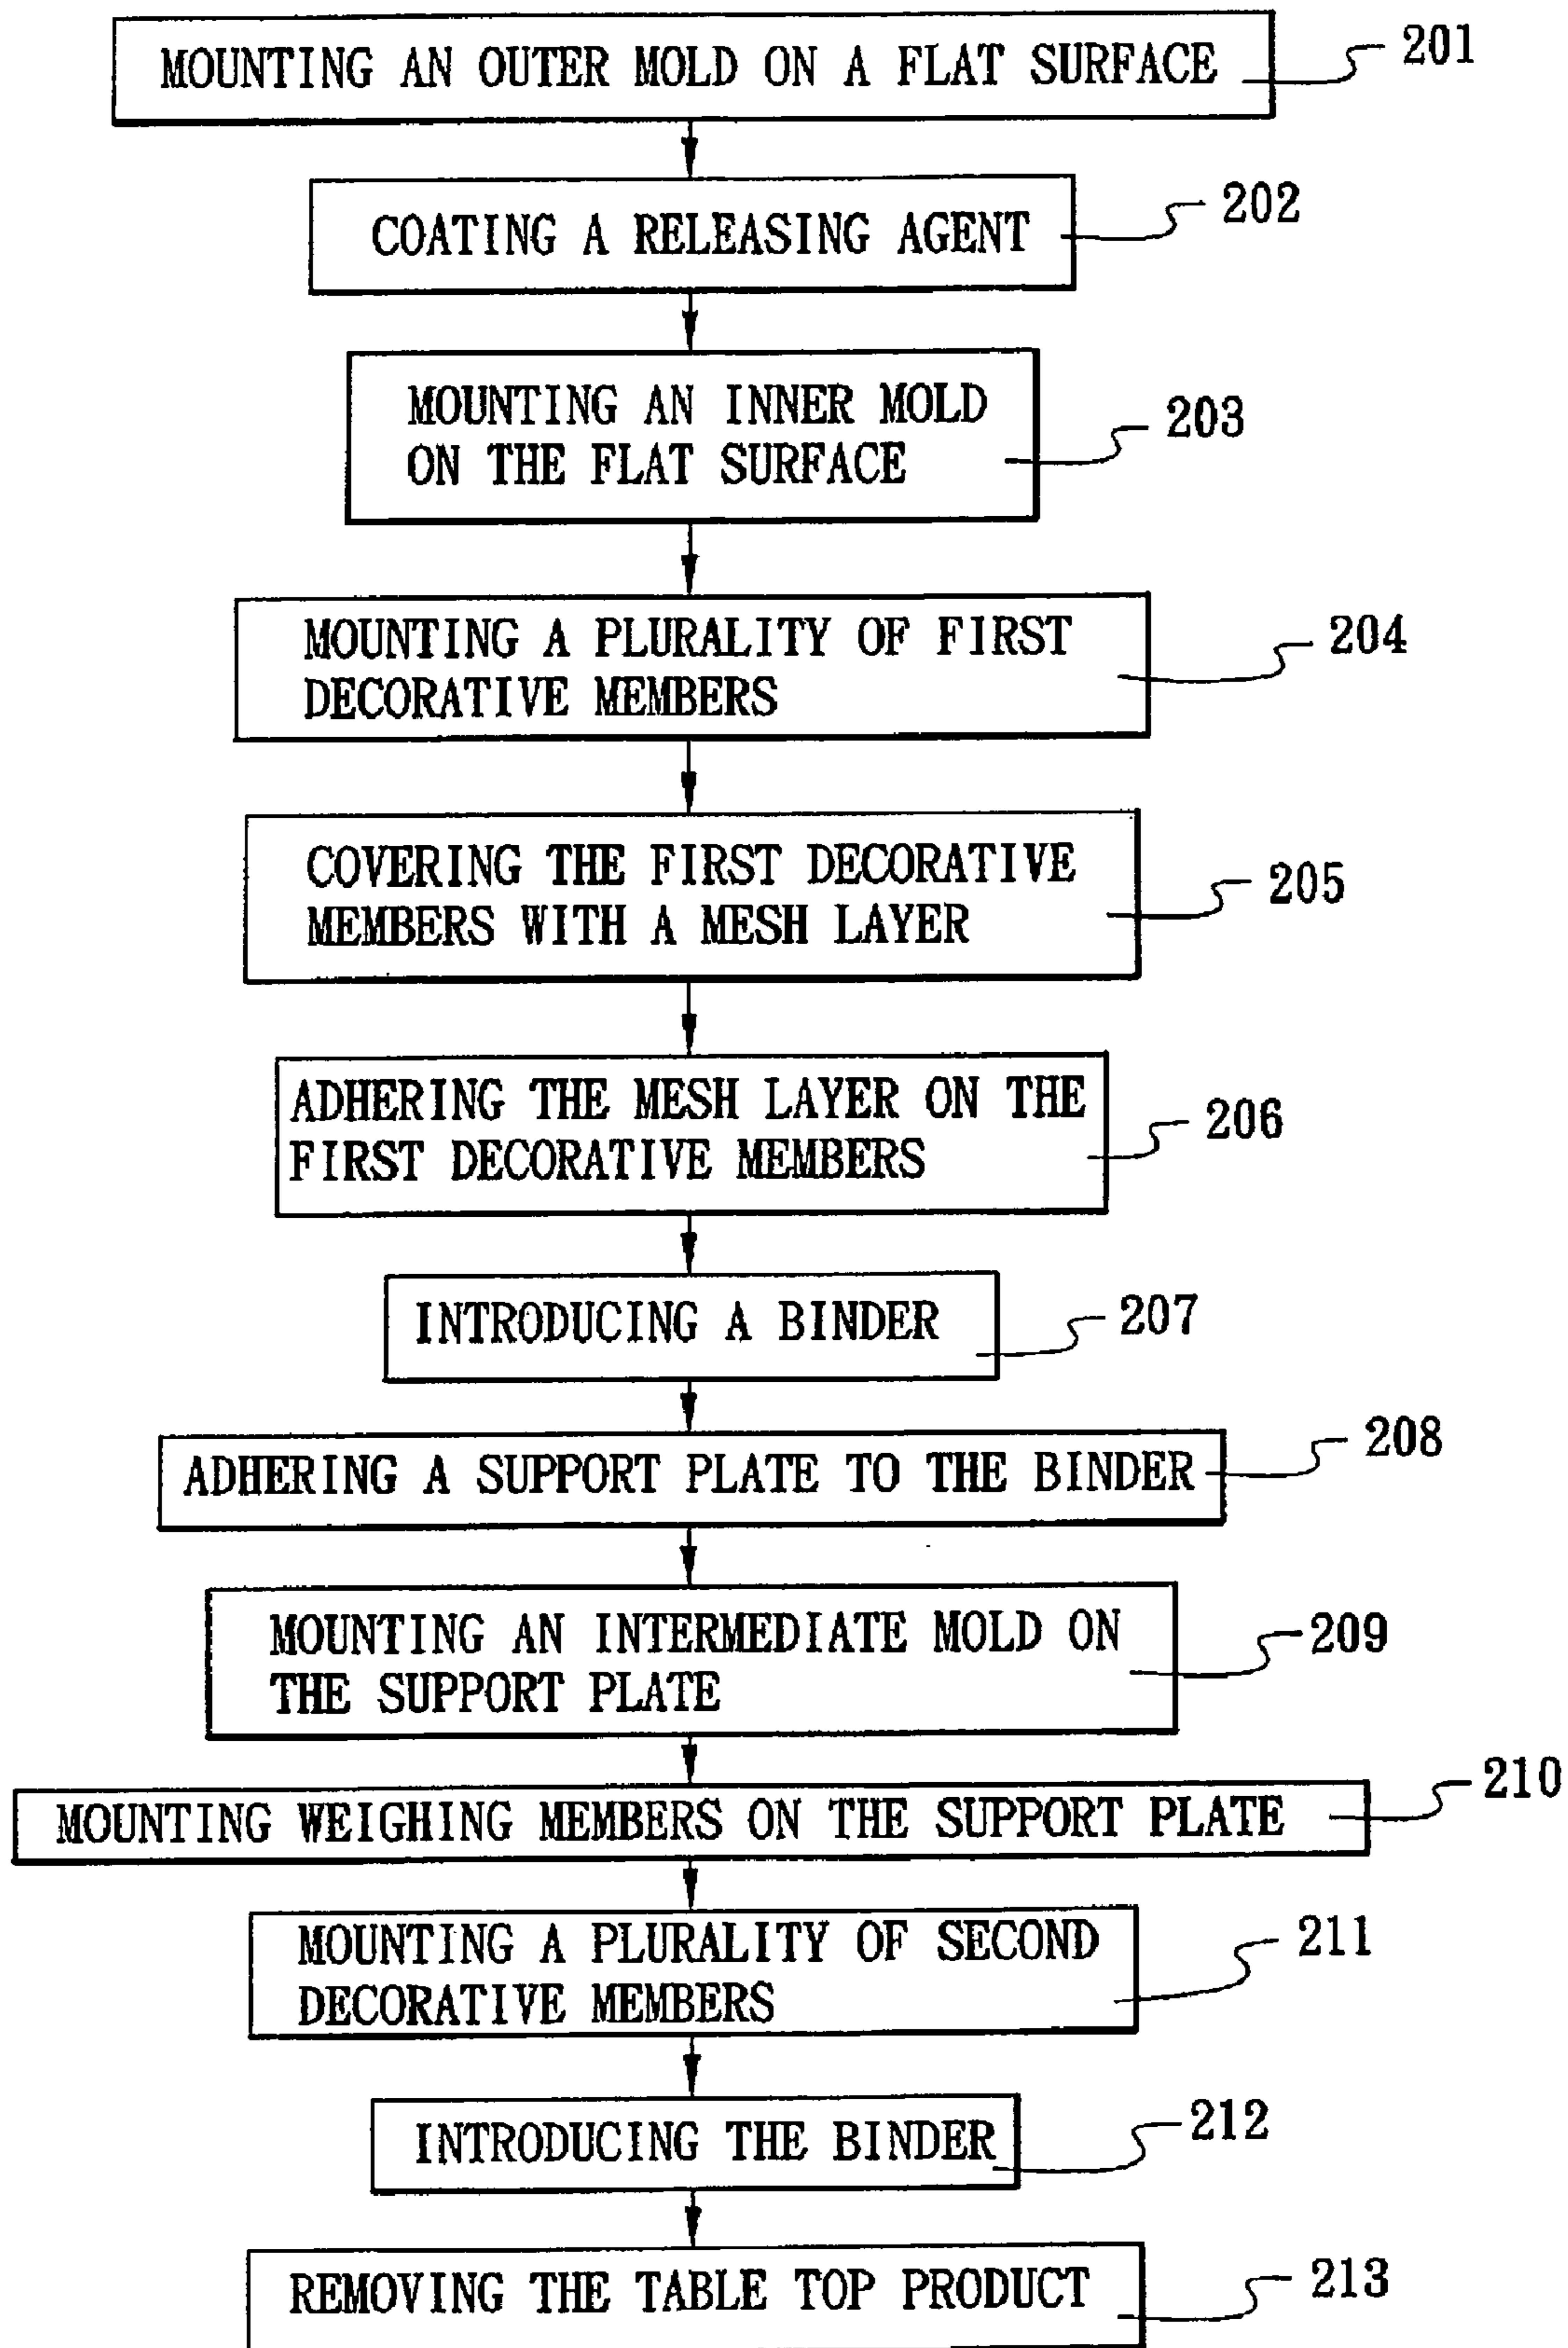 MOUNTING AN OUTER MOLD ON A FLAT SURFACE
201
COATING A RELEASING AGENT
202
MOUNTING AN INNER MOLD
ON THE FLAT SURFACE
203
MOUNTING A PLURALITY OF FIRST
DECORATIVE MEMBERS
204
COVERING THE FIRST DECORATIVE
MEMBERS WITH A MESH LAYER
205
ADHERING THE MESH LAYER ON THE
FIRST DECORATIVE MEMBERS
206
INTRODUCING A BINDER
207
ADHERING A SUPPORT PLATE TO THE BINDER
208
MOUNTING AN INTERMEDIATE MOLD ON
THE SUPPORT PLATE
209
MOUNTING WEIGHING MEMBERS ON THE SUPPORT PLATE
210
MOUNTING A PLURALITY OF SECOND
DECORATIVE MEMBERS
211
INTRODUCING THE BINDER
212
REMOVING THE TABLE TOP PRODUCT
213